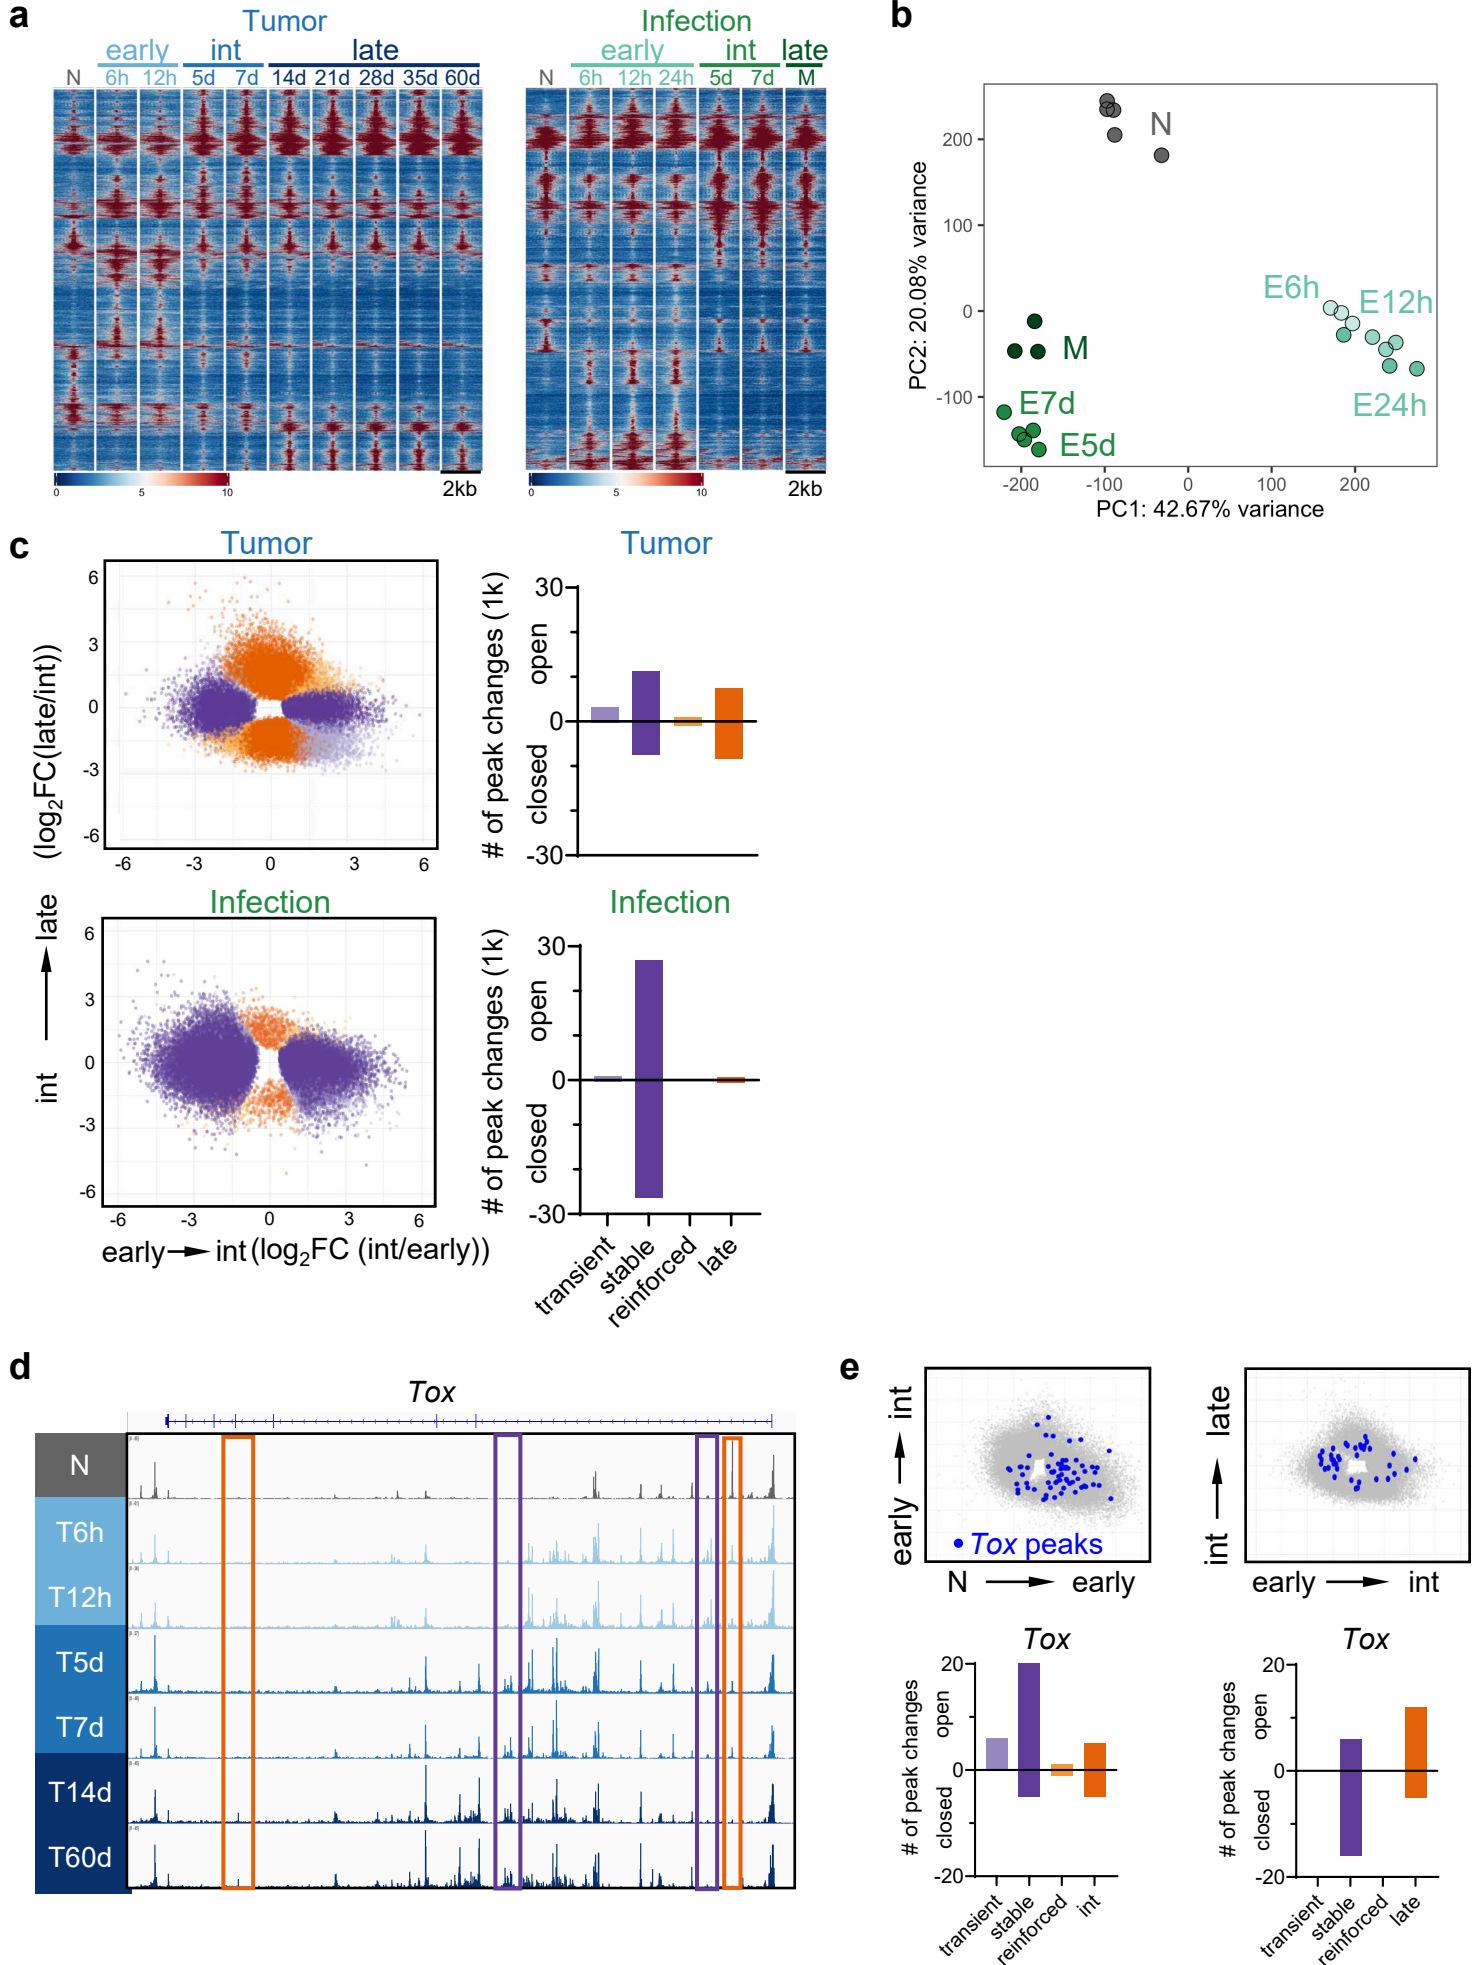 a
Tumor
early int late
N 6h 12h 5d 7d 14d 21d 28d 35d 60d
0 5 10
2kb
Infection
early int late
N 6h 12h 24h 5d 7d M
0 5 10
2kb
b
PC2: 20.08% variance
200
100
0
-100
N
E6h
E12h
M
E7d
E24h
E5d
-200 -100 0 100 200
PC1: 42.67% variance
c
Tumor
(log2FC(late/int))
6
3
0
-3
-6
-6 -3 0 3 6
Tumor
# of peak changes (1k)
closed open
30
0
-30
int → late
Infection
6
3
0
-3
-6
-6 -3 0 3 6
early → int (log2FC (int/early))
Infection
# of peak changes (1k)
closed open
30
0
-30
transient
stable
reinforced
late
d
Tox
N
T6h
T12h
T5d
T7d
T14d
T60d
e
early → int
• Tox peaks
N → early
int → late
early → int
Tox
# of peak changes
closed open
20
0
-20
transient
stable
reinforced
int
Tox
# of peak changes
closed open
20
0
-20
transient
stable
reinforced
late